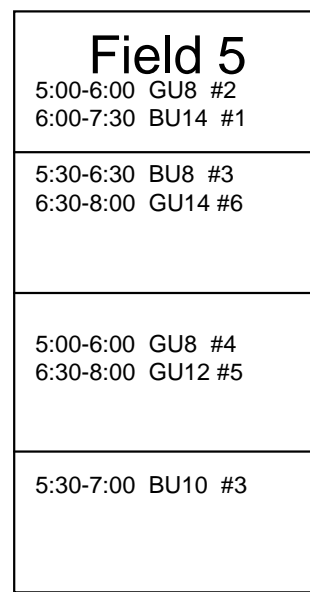 Field 5
5:00-6:00 GU8 #2
6:00-7:30 BU14 #1
5:30-6:30 BU8 #3
6:30-8:00 GU14 #6
5:00-6:00 GU8 #4
6:30-8:00 GU12 #5
5:30-7:00 BU10 #3